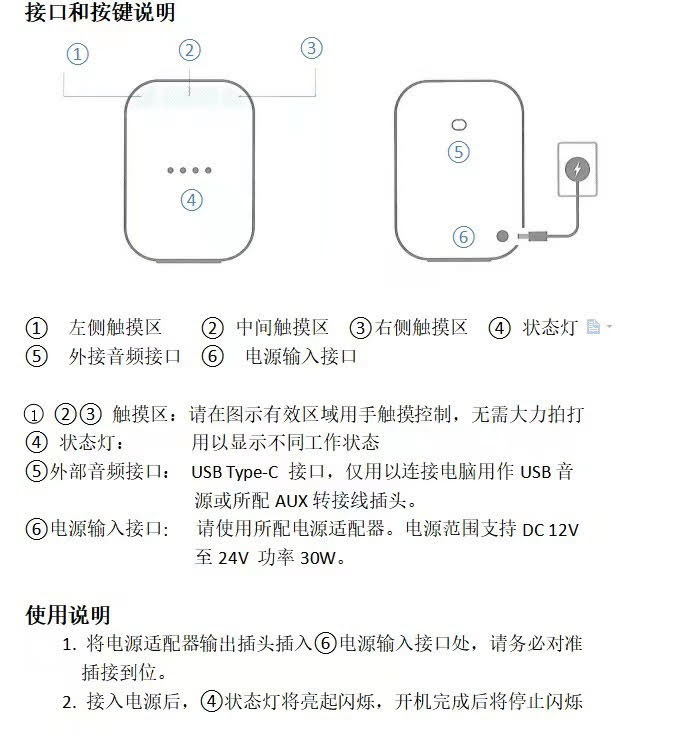 接口和按键说明
① ② ③
④ ⑤
⑥
① 左侧触摸区 ② 中间触摸区 ③右侧触摸区 ④ 状态灯
⑤ 外接音频接口 ⑥ 电源输入接口
① ②③ 触摸区：请在图示有效区域用手触摸控制，无需大力拍打
④ 状态灯： 用以显示不同工作状态
⑤外部音频接口： USB Type-C 接口，仅用以连接电脑用作 USB 音
源或所配 AUX 转接线插头。
⑥电源输入接口： 请使用所配电源适配器。电源范围支持 DC 12V
至 24V 功率 30W。
使用说明
1. 将电源适配器输出插头插入⑥电源输入接口处，请务必对准
插接到位。
2. 接入电源后，④状态灯将亮起闪烁，开机完成后将停止闪烁